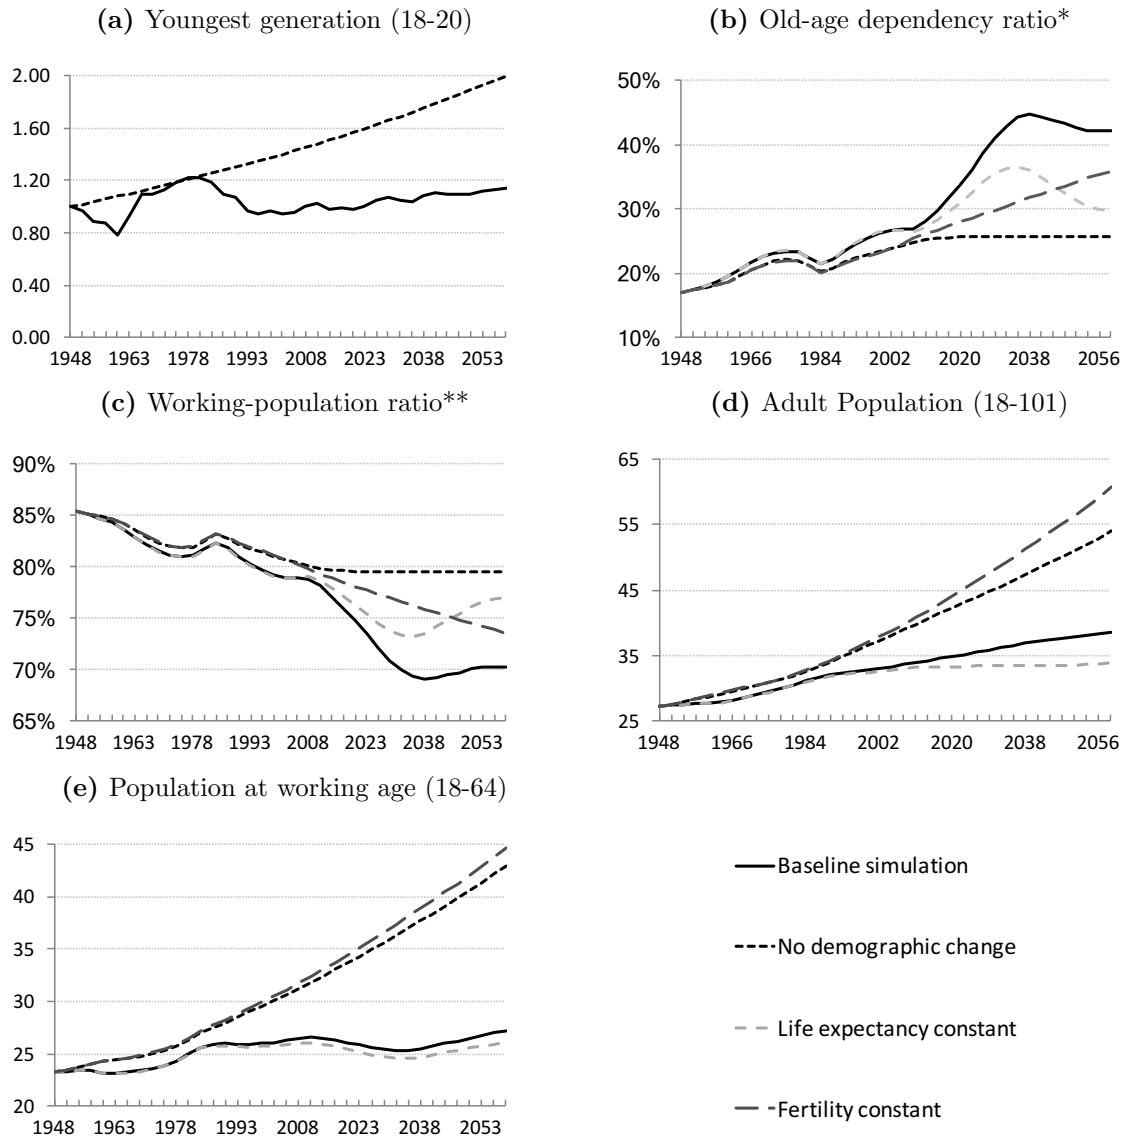 (a) Youngest generation (18-20)
(b) Old-age dependency ratio*
2.00
1.60
1.20
0.80
0.40
0.00
1948 1963 1978 1993 2008 2023 2038 2053
50%
40%
30%
20%
10%
1948 1966 1984 2002 2020 2038 2056
(c) Working-population ratio**
(d) Adult Population (18-101)
90%
85%
80%
75%
70%
65%
1948 1963 1978 1993 2008 2023 2038 2053
65
55
45
35
25
1948 1966 1984 2002 2020 2038 2056
(e) Population at working age (18-64)
45
40
35
30
25
20
1948 1963 1978 1993 2008 2023 2038 2053
Baseline simulation
No demographic change
Life expectancy constant
Fertility constant